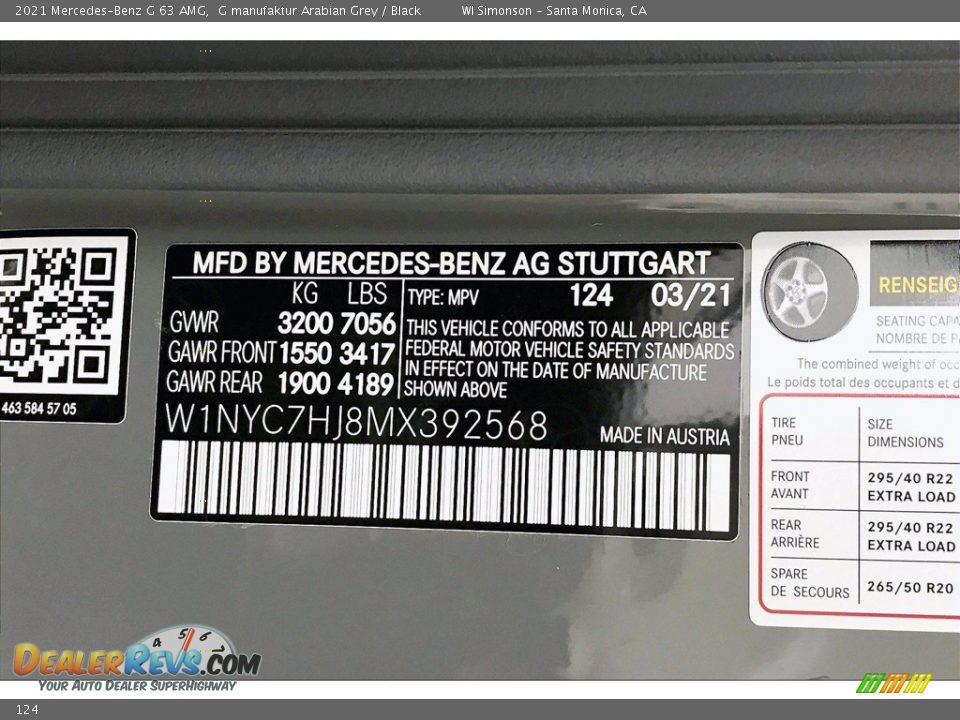 2021 Mercedes-Benz G 63 AMG, G manufaktur Arabian Grey / Black WI Simonson - Santa Monica, CA
463 584 57 05
MFD BY MERCEDES-BENZ AG STUTTGART
KG LBS
GVWR 3200 7056
GAWR FRONT 1550 3417
GAWR REAR 1900 4189
TYPE: MPV 124 03/21
THIS VEHICLE CONFORMS TO ALL APPLICABLE
FEDERAL MOTOR VEHICLE SAFETY STANDARDS
IN EFFECT ON THE DATE OF MANUFACTURE
SHOWN ABOVE
W1NYC7HJ8MX392568
MADE IN AUSTRIA
RENSEIG
SEATING CAPA
NOMBRE DE P
The combined weight of occ
Le poids total des occupants et d
TIRE
PNEU
SIZE
DIMENSIONS
FRONT
AVANT
295/40 R22
EXTRA LOAD
REAR
ARRIÈRE
295/40 R22
EXTRA LOAD
SPARE
DE SECOURS
265/50 R20
4 5 6 7
DealerRevs.com
Your Auto Dealer SuperHighway
124